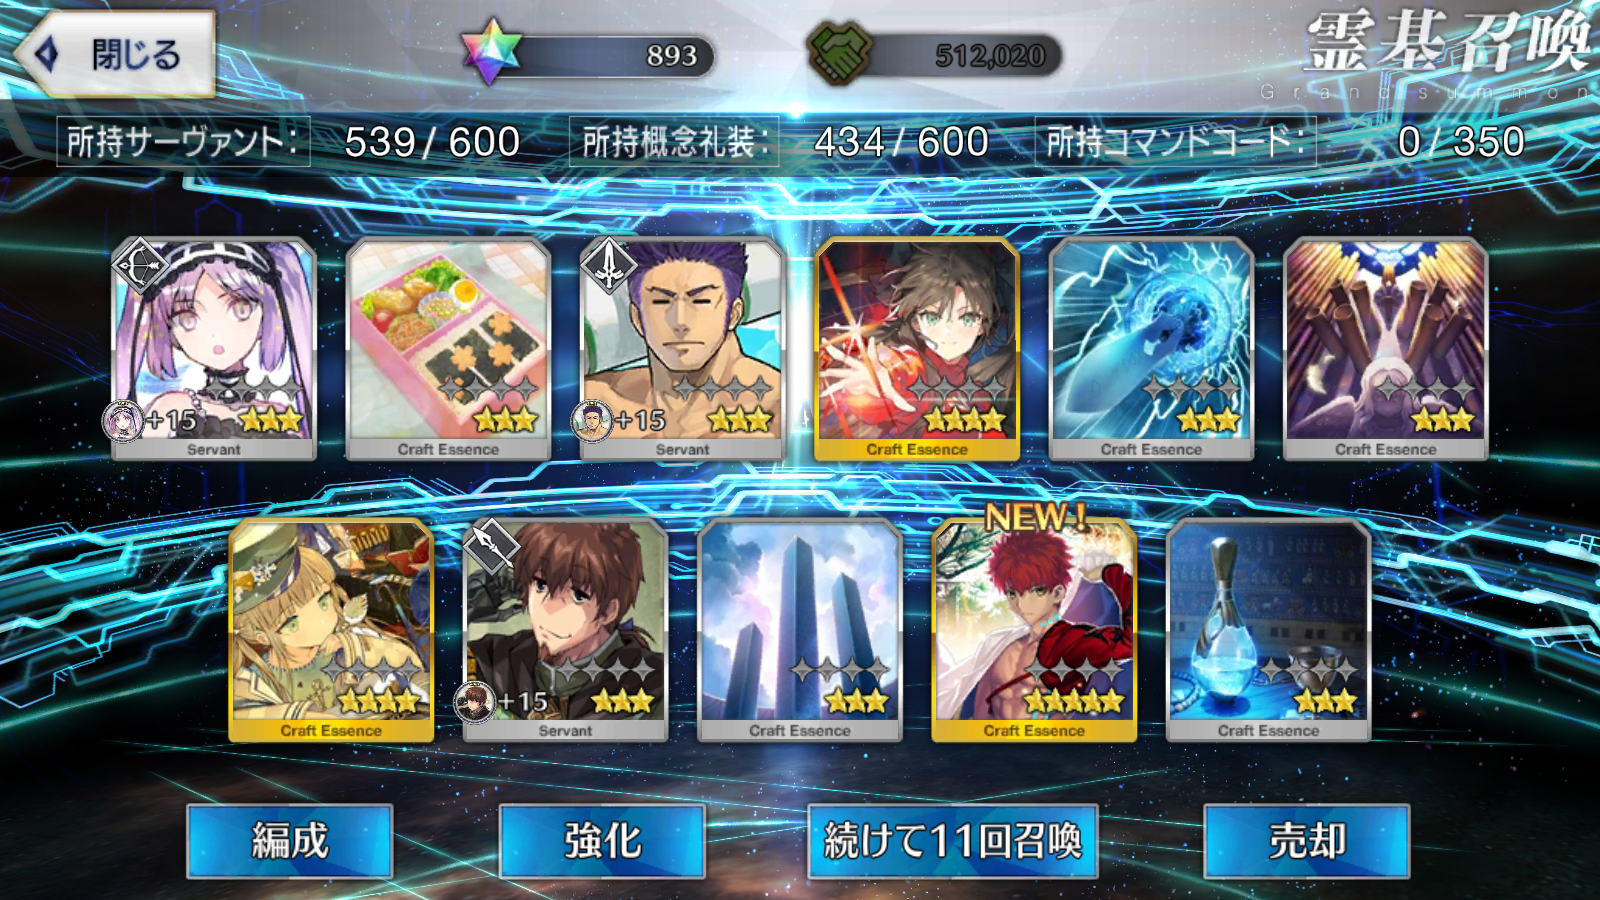 閉じる
893
512,020
霊基召喚
Grand summon
所持サーヴァント: 539 / 600
所持概念礼装: 434 / 600
所持コマンドコード: 0 / 350
+15
Servant
Craft Essence
+15
Servant
Craft Essence
Craft Essence
Craft Essence
Craft Essence
+15
Servant
Craft Essence
NEW!
Craft Essence
Craft Essence
編成
強化
続けて11回召喚
売却